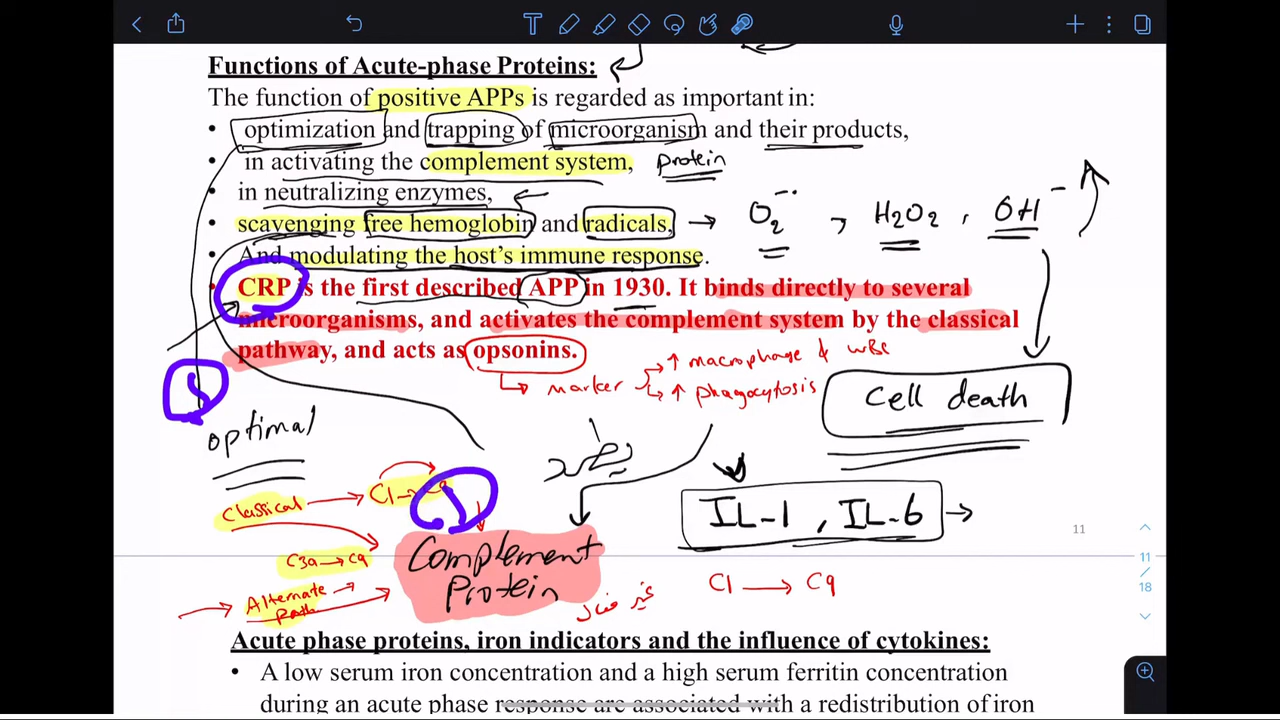 Functions of Acute-phase Proteins:
The function of positive APPs is regarded as important in:
• optimization and trapping of microorganism and their products,
• in activating the complement system, protein
• in neutralizing enzymes,
• scavenging free hemoglobin and radicals, → O₂⁻· , H₂O₂ , OH⁻ ↑
• And modulating the host's immune response.
• CRP is the first described APP in 1930. It binds directly to several
microorganisms, and activates the complement system by the classical
pathway, and acts as opsonins.
↳ marker → ↑ macrophage & WBC
→ ↑ phagocytosis
Cell death
optimal
IL-1 , IL-6 →
Classical → C1 →
C3a → C9
Alternate path →
Complement
Protein
غير فعال
C1 → C9
11
11
/
18
Acute phase proteins, iron indicators and the influence of cytokines:
• A low serum iron concentration and a high serum ferritin concentration
during an acute phase response are associated with a redistribution of iron